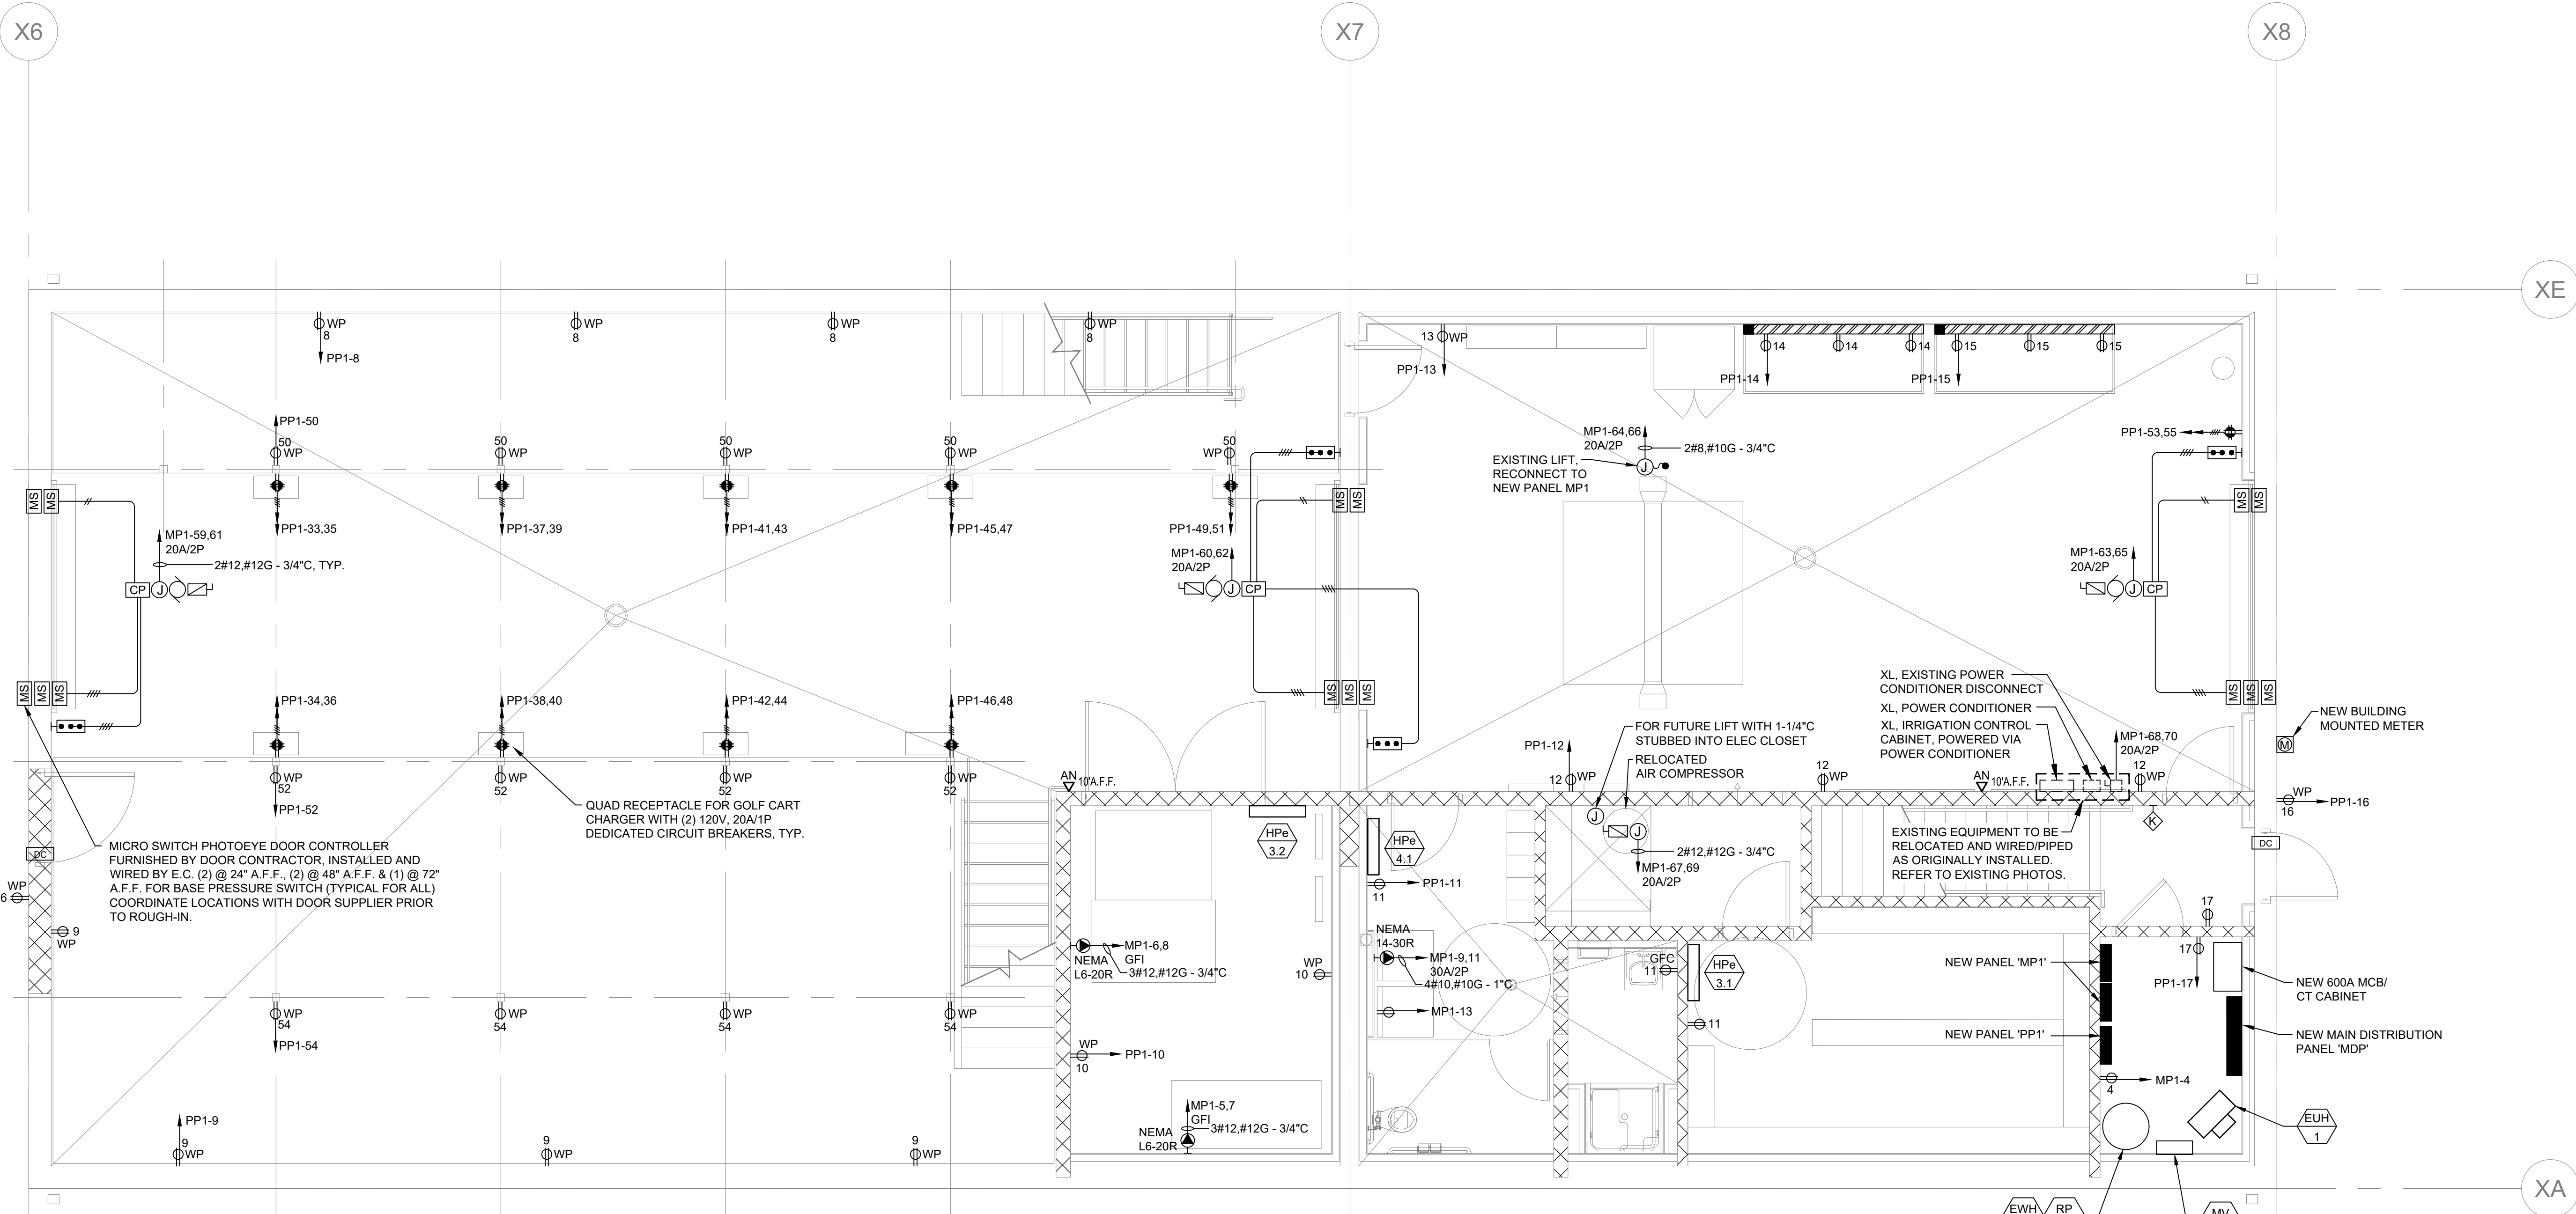 X6
X7
X8
XE
XA
WP
8
PP1-8
WP
8
WP
8
WP
8
13
WP
PP1-13
14
14
14
PP1-14
15
15
15
PP1-15
PP1-50
50
WP
50
WP
50
WP
50
WP
50
WP
PP1-33,35
PP1-37,39
PP1-41,43
PP1-45,47
PP1-49,51
MS
MS
MP1-59,61
20A/2P
2#12,#12G - 3/4"C, TYP.
CP
J
MP1-60,62
20A/2P
J
CP
MS
MS
MP1-64,66
20A/2P
2#8,#10G - 3/4"C
J
EXISTING LIFT,
RECONNECT TO
NEW PANEL MP1
PP1-53,55
MS
MS
MP1-63,65
20A/2P
J
CP
MS
MS
MS
MS
MS
MS
MS
MS
MS
PP1-34,36
PP1-38,40
PP1-42,44
PP1-46,48
WP
52
PP1-52
WP
52
WP
52
WP
52
QUAD RECEPTACLE FOR GOLF CART
CHARGER WITH (2) 120V, 20A/1P
DEDICATED CIRCUIT BREAKERS, TYP.
MICRO SWITCH PHOTOEYE DOOR CONTROLLER
FURNISHED BY DOOR CONTRACTOR, INSTALLED AND
WIRED BY E.C. (2) @ 24" A.F.F., (2) @ 48" A.F.F. & (1) @ 72"
A.F.F. FOR BASE PRESSURE SWITCH (TYPICAL FOR ALL)
COORDINATE LOCATIONS WITH DOOR SUPPLIER PRIOR
TO ROUGH-IN.
DC
WP
6
9
WP
AN
10'A.F.F.
HPe
3.2
HPe
4.1
PP1-11
11
PP1-12
12
WP
FOR FUTURE LIFT WITH 1-1/4"C
STUBBED INTO ELEC CLOSET
RELOCATED
AIR COMPRESSOR
J
J
2#12,#12G - 3/4"C
MP1-67,69
20A/2P
12
WP
XL, EXISTING POWER
CONDITIONER DISCONNECT
XL, POWER CONDITIONER
XL, IRRIGATION CONTROL
CABINET, POWERED VIA
POWER CONDITIONER
MP1-68,70
20A/2P
12
WP
AN
10'A.F.F.
K
EXISTING EQUIPMENT TO BE
RELOCATED AND WIRED/PIPED
AS ORIGINALLY INSTALLED.
REFER TO EXISTING PHOTOS.
NEW BUILDING
MOUNTED METER
M
WP
16
PP1-16
DC
17
17
PP1-17
NEMA
L6-20R
MP1-6,8
GFI
3#12,#12G - 3/4"C
WP
10
NEMA
14-30R
MP1-9,11
30A/2P
4#10,#10G - 1"C
MP1-13
GFC
11
HPe
3.1
11
NEW PANEL 'MP1'
NEW PANEL 'PP1'
NEW 600A MCB/
CT CABINET
NEW MAIN DISTRIBUTION
PANEL 'MDP'
WP
54
PP1-54
WP
54
WP
54
WP
54
WP
10
PP1-10
MP1-5,7
GFI
3#12,#12G - 3/4"C
NEMA
L6-20R
4
MP1-4
EUH
1
PP1-9
9
WP
9
WP
9
WP
EWH
RP
MV